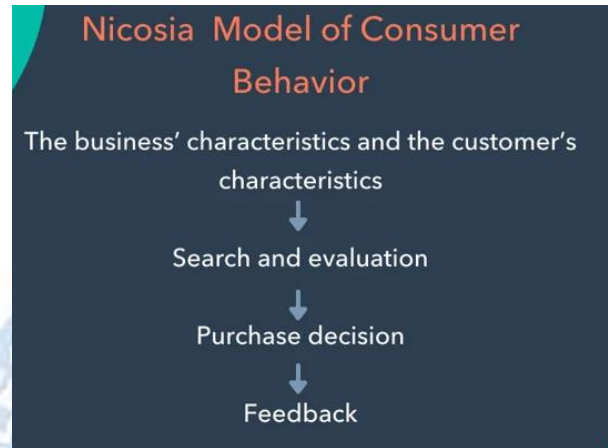 Nicosia Model of Consumer
Behavior
The business’ characteristics and the customer’s
characteristics
Search and evaluation
Purchase decision
Feedback